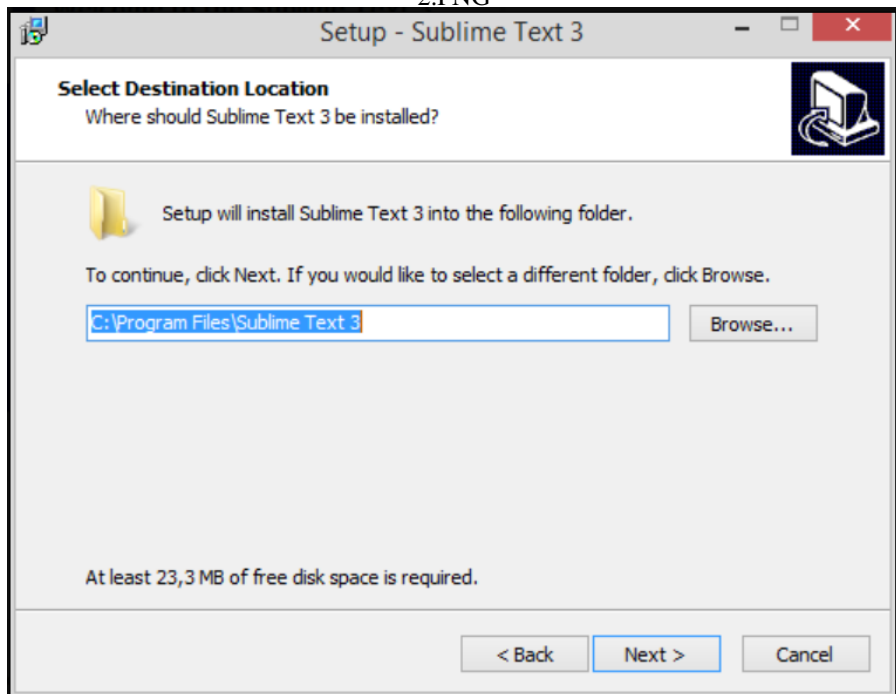 2.PNG
Setup - Sublime Text 3
Select Destination Location
Where should Sublime Text 3 be installed?
Setup will install Sublime Text 3 into the following folder.
To continue, click Next. If you would like to select a different folder, click Browse.
C:\Program Files\Sublime Text 3
Browse...
At least 23,3 MB of free disk space is required.
< Back
Next >
Cancel